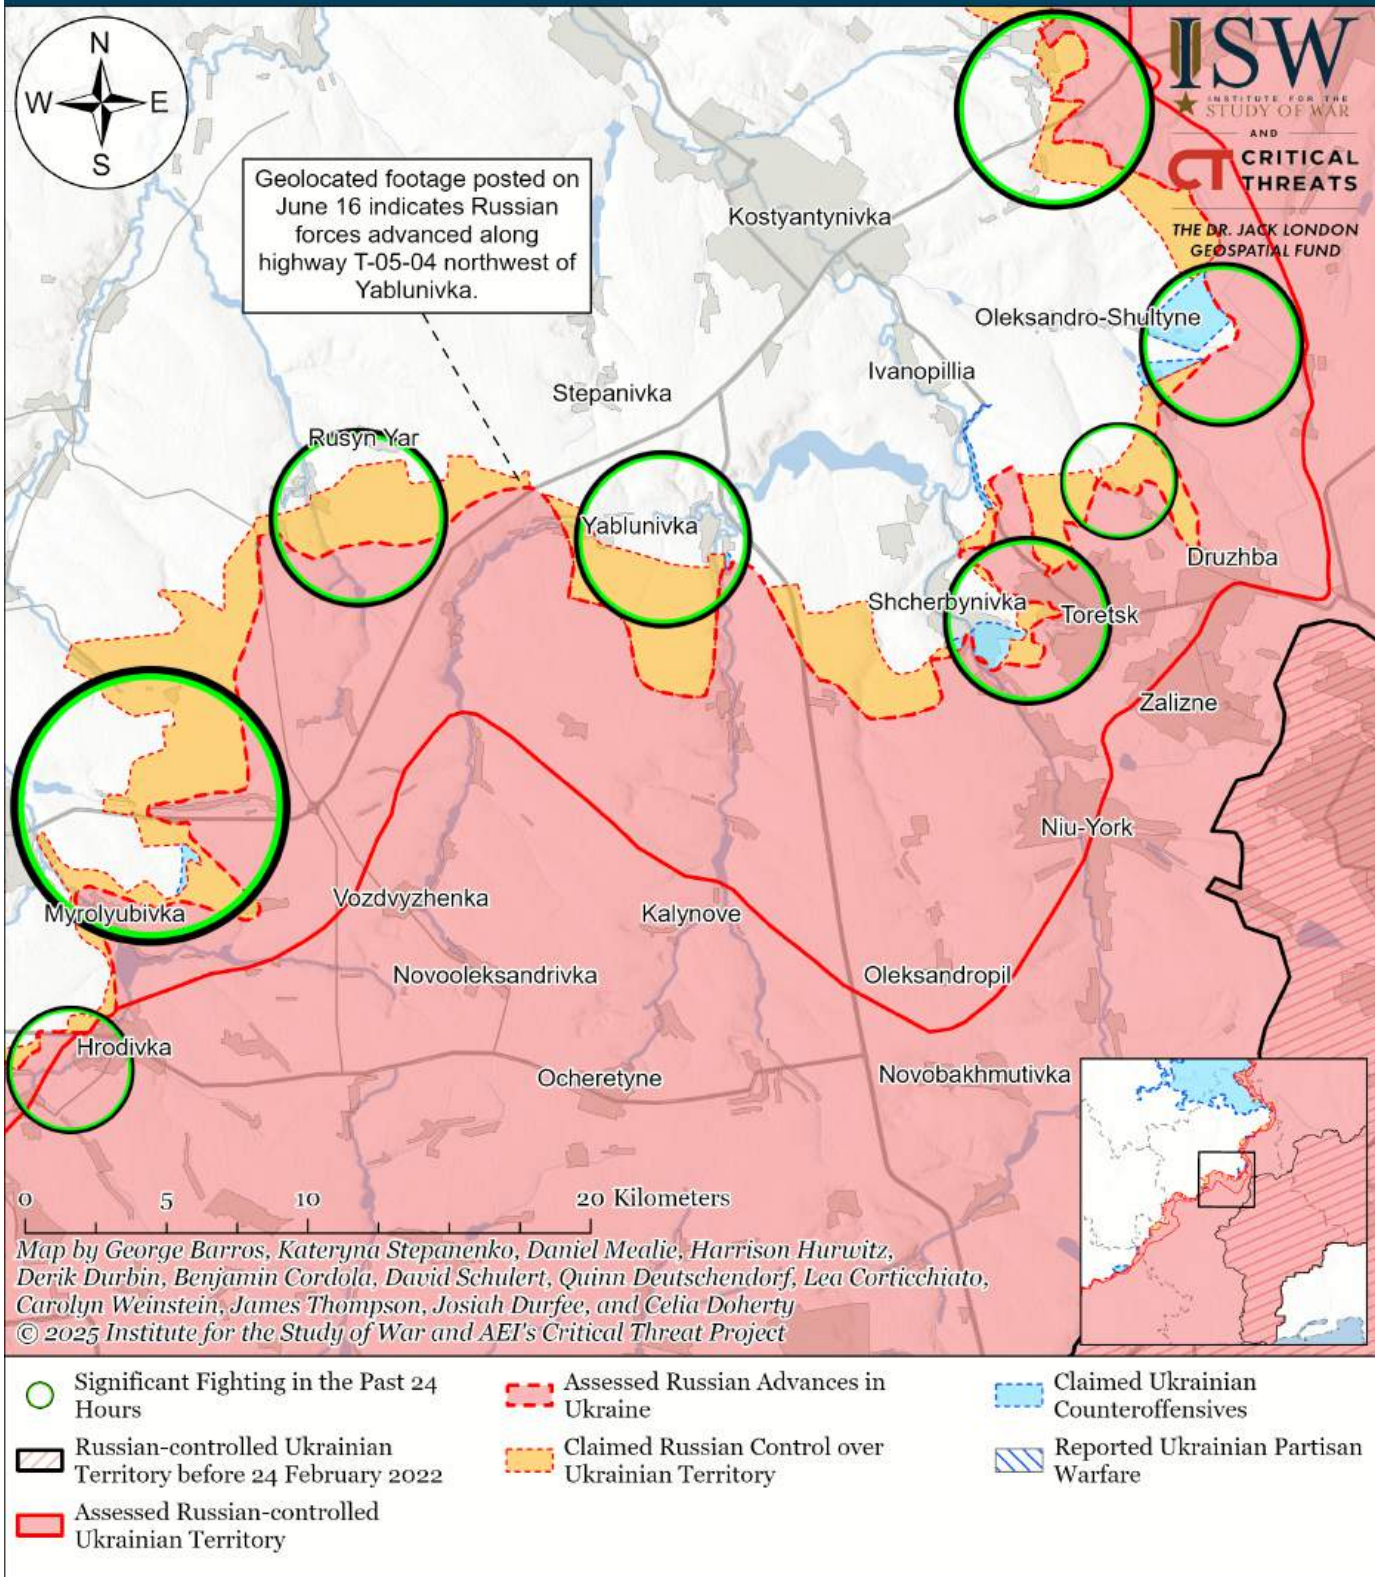 N
W E
S
ISW
INSTITUTE FOR THE
STUDY OF WAR
AND
CT CRITICAL
THREATS
THE DR. JACK LONDON
GEOSPATIAL FUND
Geolocated footage posted on
June 16 indicates Russian
forces advanced along
highway T-05-04 northwest of
Yablunivka.
Kostyantynivka
Oleksandro-Shultyne
Ivanopillia
Stepanivka
Rusyn Yar
Yablunivka
Druzhba
Shcherbynivka
Toretsk
Zalizne
Niu-York
Vozdvyzhenka
Myrolyubivka
Kalynove
Novooleksandrivka
Oleksandropil
Hrodivka
Ocheretyne
Novobakhmutivka
0 5 10 20 Kilometers
Map by George Barros, Kateryna Stepanenko, Daniel Mealie, Harrison Hurwitz,
Derik Durbin, Benjamin Cordola, David Schulert, Quinn Deutschendorf, Lea Corticchiato,
Carolyn Weinstein, James Thompson, Josiah Durfee, and Celia Doherty
© 2025 Institute for the Study of War and AEI's Critical Threat Project
Significant Fighting in the Past 24
Hours
Russian-controlled Ukrainian
Territory before 24 February 2022
Assessed Russian-controlled
Ukrainian Territory
Assessed Russian Advances in
Ukraine
Claimed Russian Control over
Ukrainian Territory
Claimed Ukrainian
Counteroffensives
Reported Ukrainian Partisan
Warfare